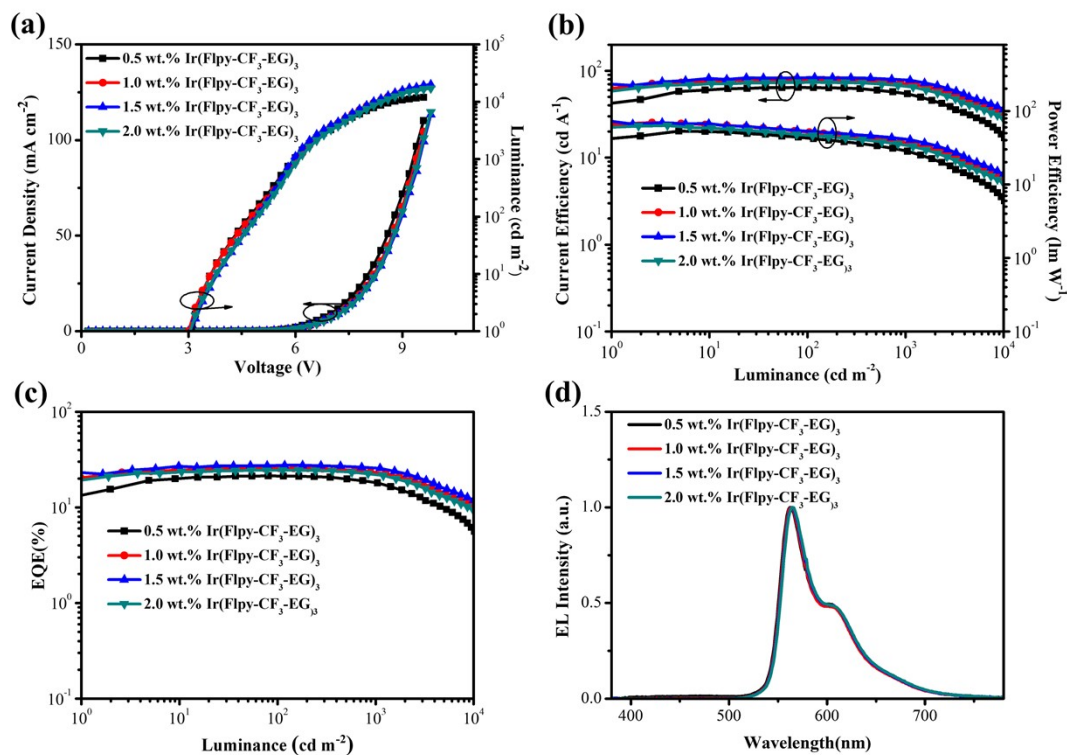 (a)
150
100
50
0
Current Density (mA cm⁻²)
0.5 wt.% Ir(Flpy-CF₃-EG)₃
1.0 wt.% Ir(Flpy-CF₃-EG)₃
1.5 wt.% Ir(Flpy-CF₃-EG)₃
2.0 wt.% Ir(Flpy-CF₃-EG)₃
10⁵
10⁴
10³
10²
10¹
10⁰
Luminance (cd m⁻²)
0 3 6 9
Voltage (V)
(b)
10²
10¹
10⁰
10⁻¹
Current Efficiency (cd A⁻¹)
0.5 wt.% Ir(Flpy-CF₃-EG)₃
1.0 wt.% Ir(Flpy-CF₃-EG)₃
1.5 wt.% Ir(Flpy-CF₃-EG)₃
2.0 wt.% Ir(Flpy-CF₃-EG)₃
10²
10¹
10⁰
10⁻¹
Power Efficiency (lm W⁻¹)
10⁰ 10¹ 10² 10³ 10⁴
Luminance (cd m⁻²)
(c)
10²
10¹
10⁰
10⁻¹
EQE(%)
0.5 wt.% Ir(Flpy-CF₃-EG)₃
1.0 wt.% Ir(Flpy-CF₃-EG)₃
1.5 wt.% Ir(Flpy-CF₃-EG)₃
2.0 wt.% Ir(Flpy-CF₃-EG)₃
10⁰ 10¹ 10² 10³ 10⁴
Luminance (cd m⁻²)
(d)
1.5
1.0
0.5
0.0
EL Intensity (a.u.)
0.5 wt.% Ir(Flpy-CF₃-EG)₃
1.0 wt.% Ir(Flpy-CF₃-EG)₃
1.5 wt.% Ir(Flpy-CF₃-EG)₃
2.0 wt.% Ir(Flpy-CF₃-EG)₃
400 500 600 700
Wavelength(nm)